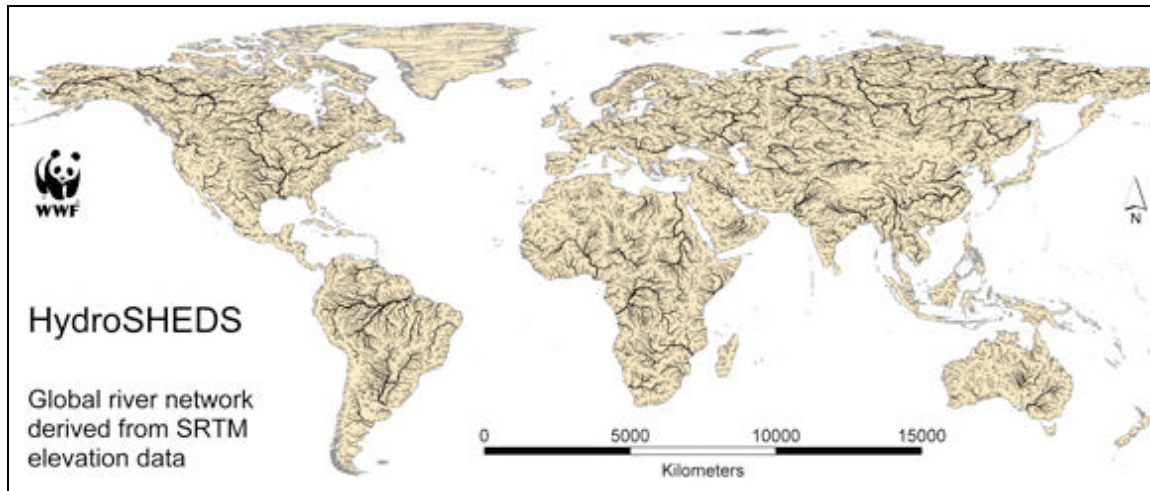 WWF
N
HydroSHEDS
Global river network
derived from SRTM
elevation data
0 5000 10000 15000
Kilometers